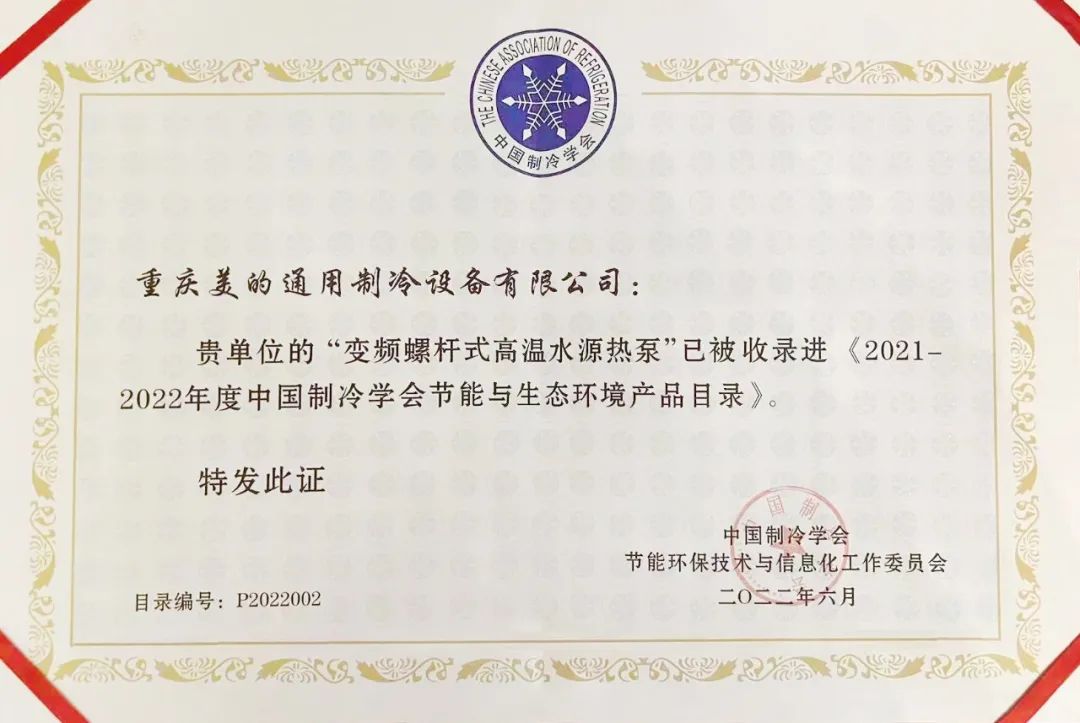 THE CHINESE ASSOCIATION OF REFRIGERATION
中国制冷学会
重庆美的通用制冷设备有限公司：
贵单位的“变频螺杆式高温水源热泵”已被收录进《2021-
2022年度中国制冷学会节能与生态环境产品目录》。
特发此证
中国制冷学会
节能环保技术与信息化工作委员会
二〇二二年六月
目录编号：P2022002